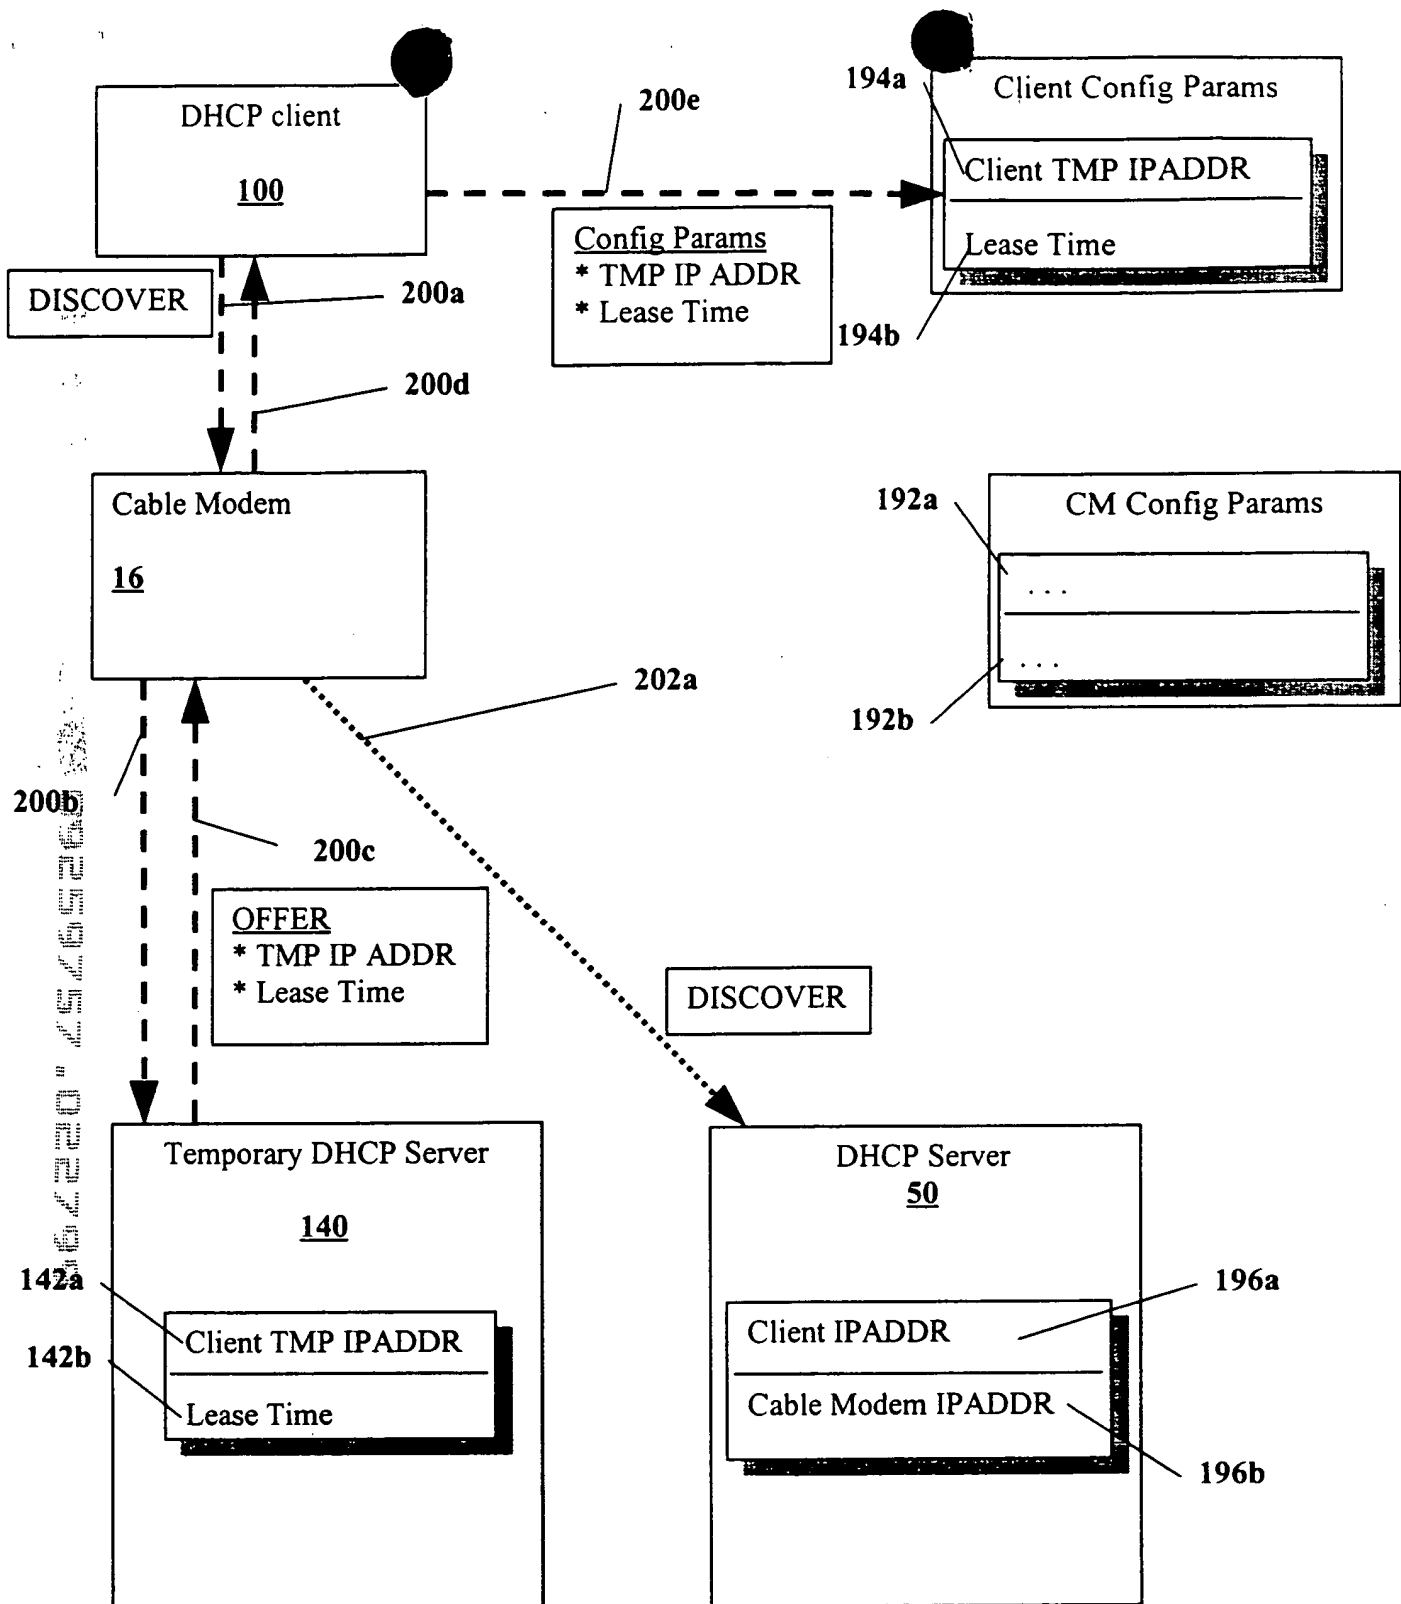 194a
Client Config Params
DHCP client
200e
100
Client TMP IPADDR
Config Params
* TMP IP ADDR
* Lease Time
Lease Time
DISCOVER
200a
194b
200d
Cable Modem
192a
CM Config Params
16
. . .
202a
. . .
192b
200b
200c
OFFER
* TMP IP ADDR
* Lease Time
DISCOVER
Temporary DHCP Server
140
DHCP Server
50
142a
196a
Client TMP IPADDR
Client IPADDR
142b
Lease Time
Cable Modem IPADDR
196b